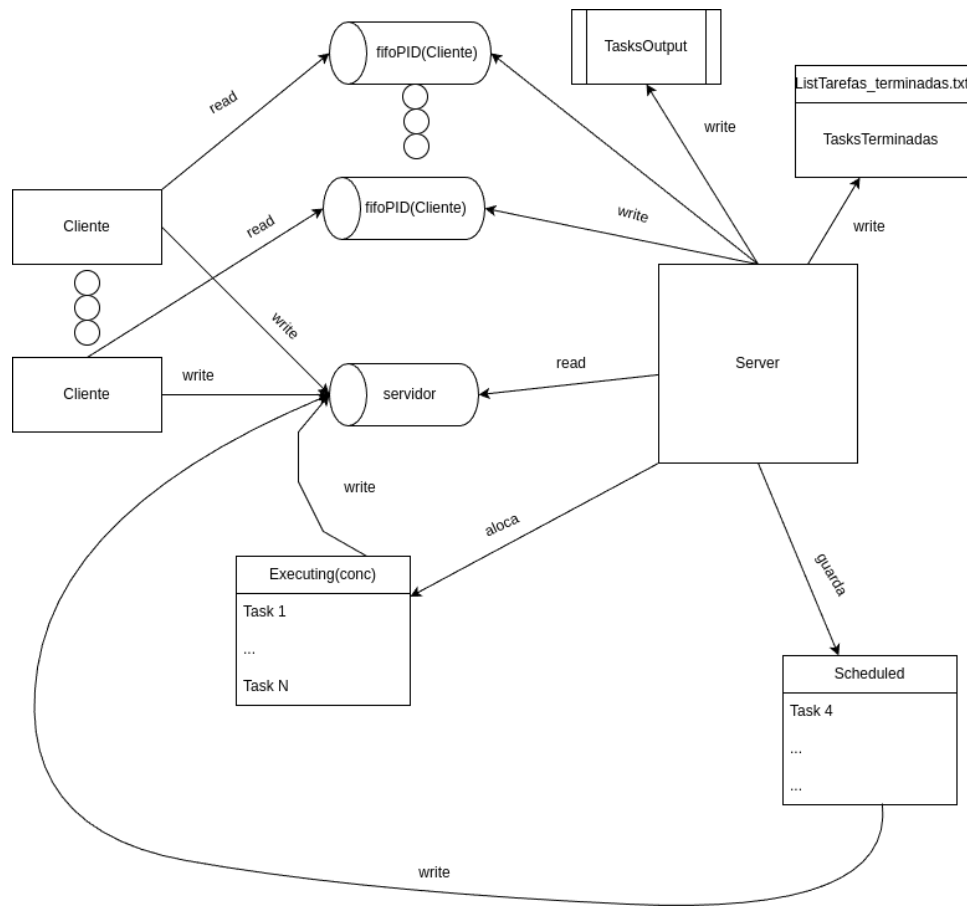 fifoPID(Cliente)
TasksOutput
ListTarefas_terminadas.txt
TasksTerminadas
read
write
write
Cliente
read
fifoPID(Cliente)
write
Server
write
Cliente
write
servidor
read
write
aloca
Executing(conc)
Task 1
...
Task N
guarda
Scheduled
Task 4
...
...
write